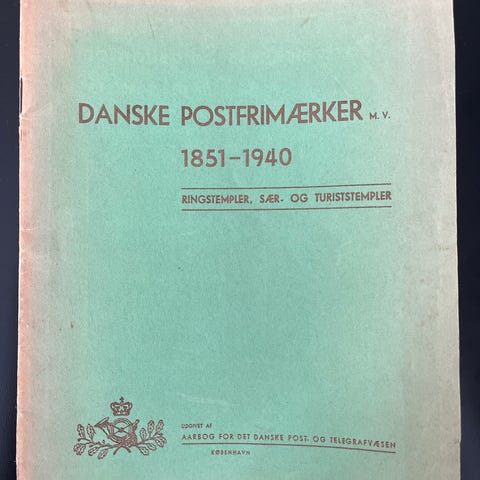 DANSKE POSTFRIMÆRKER M. V.
1851-1940
RINGSTEMPLER, SÆR- OG TURISTSTEMPLER
UDGIVET AF
AARBOG FOR DET DANSKE POST- OG TELEGRAFVÆSEN
KØBENHAVN